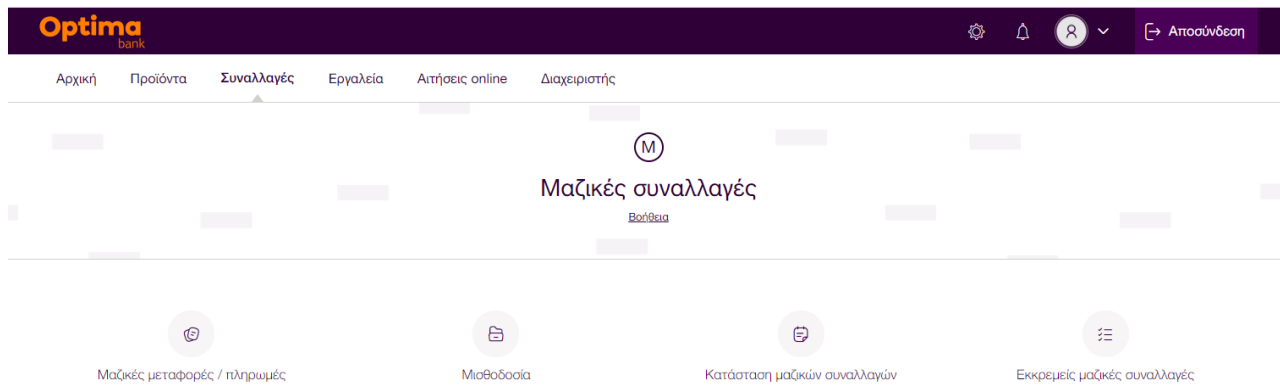 Optima
bank
Αποσύνδεση
Αρχική Προϊόντα Συναλλαγές Εργαλεία Αιτήσεις online Διαχειριστής
M
Μαζικές συναλλαγές
Βοήθεια
Μαζικές μεταφορές / πληρωμές Μισθοδοσία Κατάσταση μαζικών συναλλαγών Εκκρεμείς μαζικές συναλλαγές